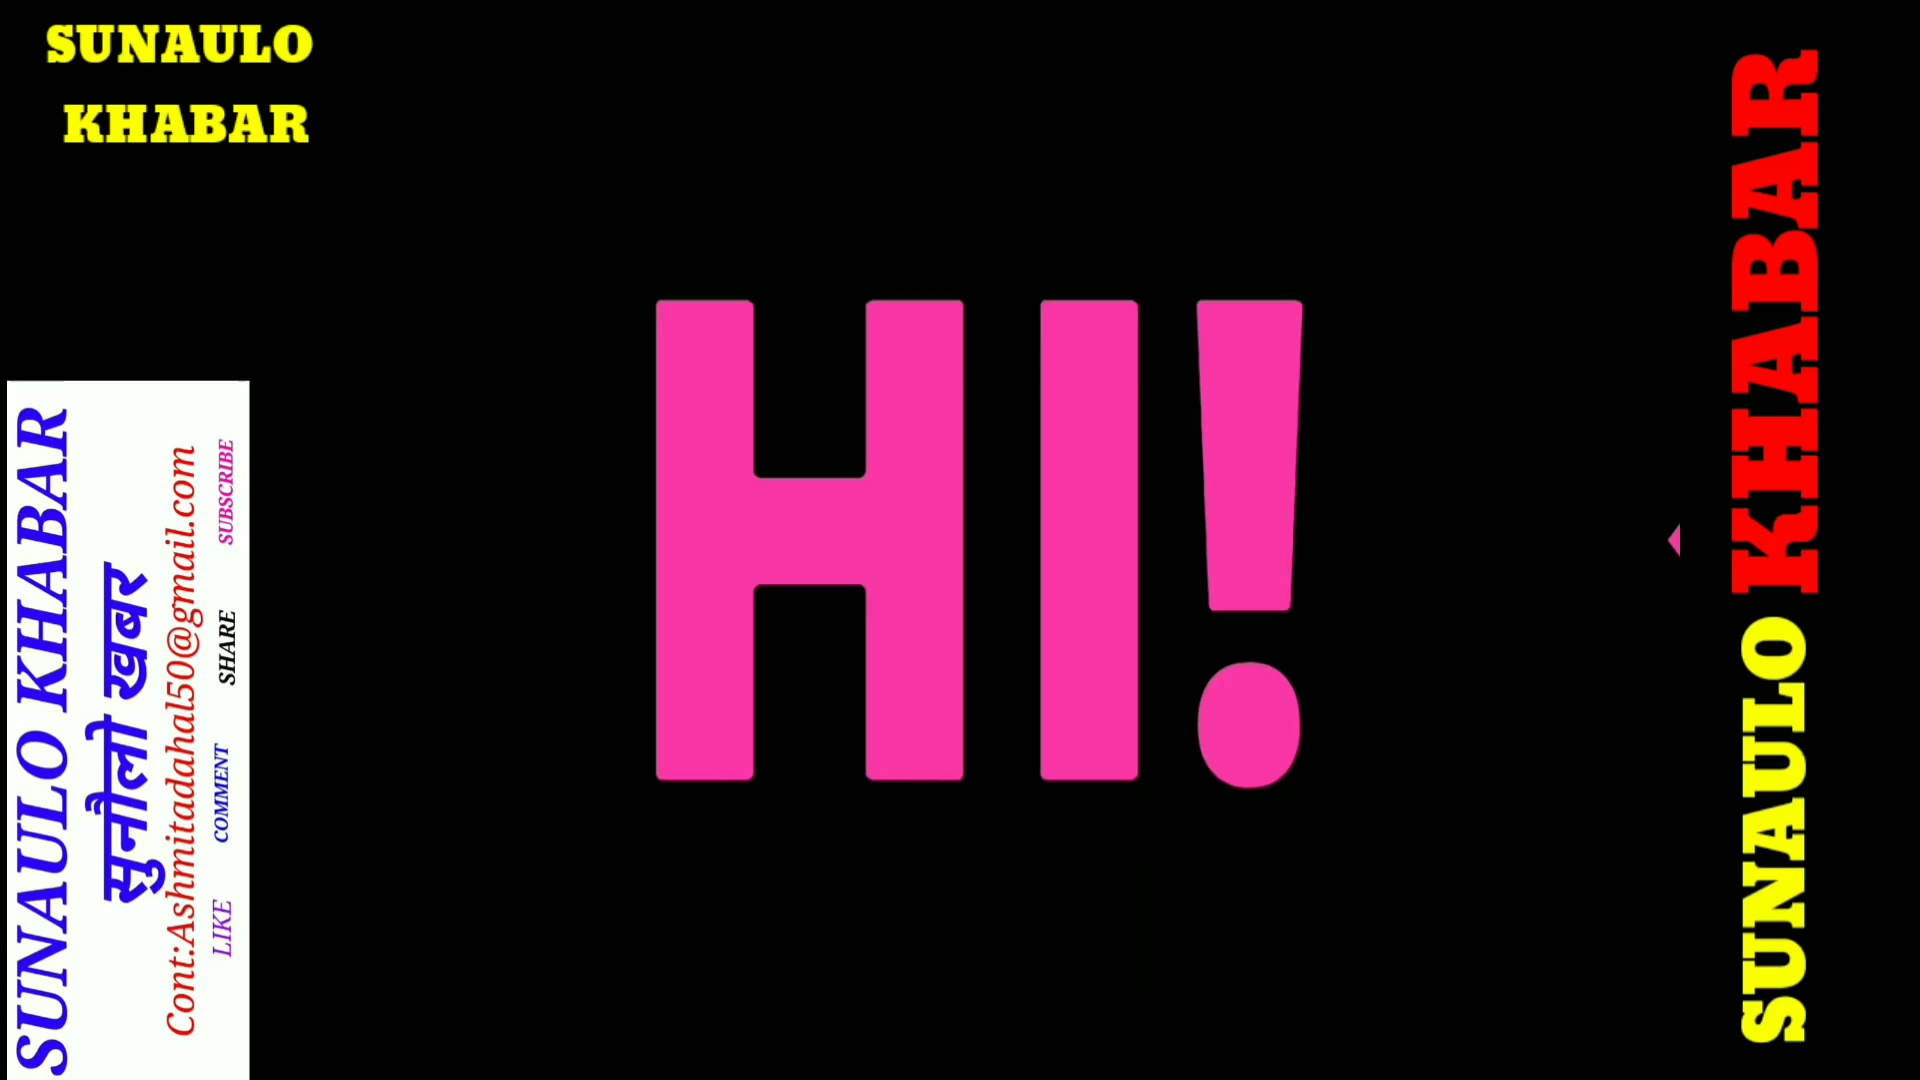 SUNAULO
KHABAR
HI!
SUNAULO KHABAR
सुनौलो खबर
Cont:Ashmitadahal50@gmail.com
LIKE COMMENT SHARE SUBSCRIBE
SUNAULO KHABAR